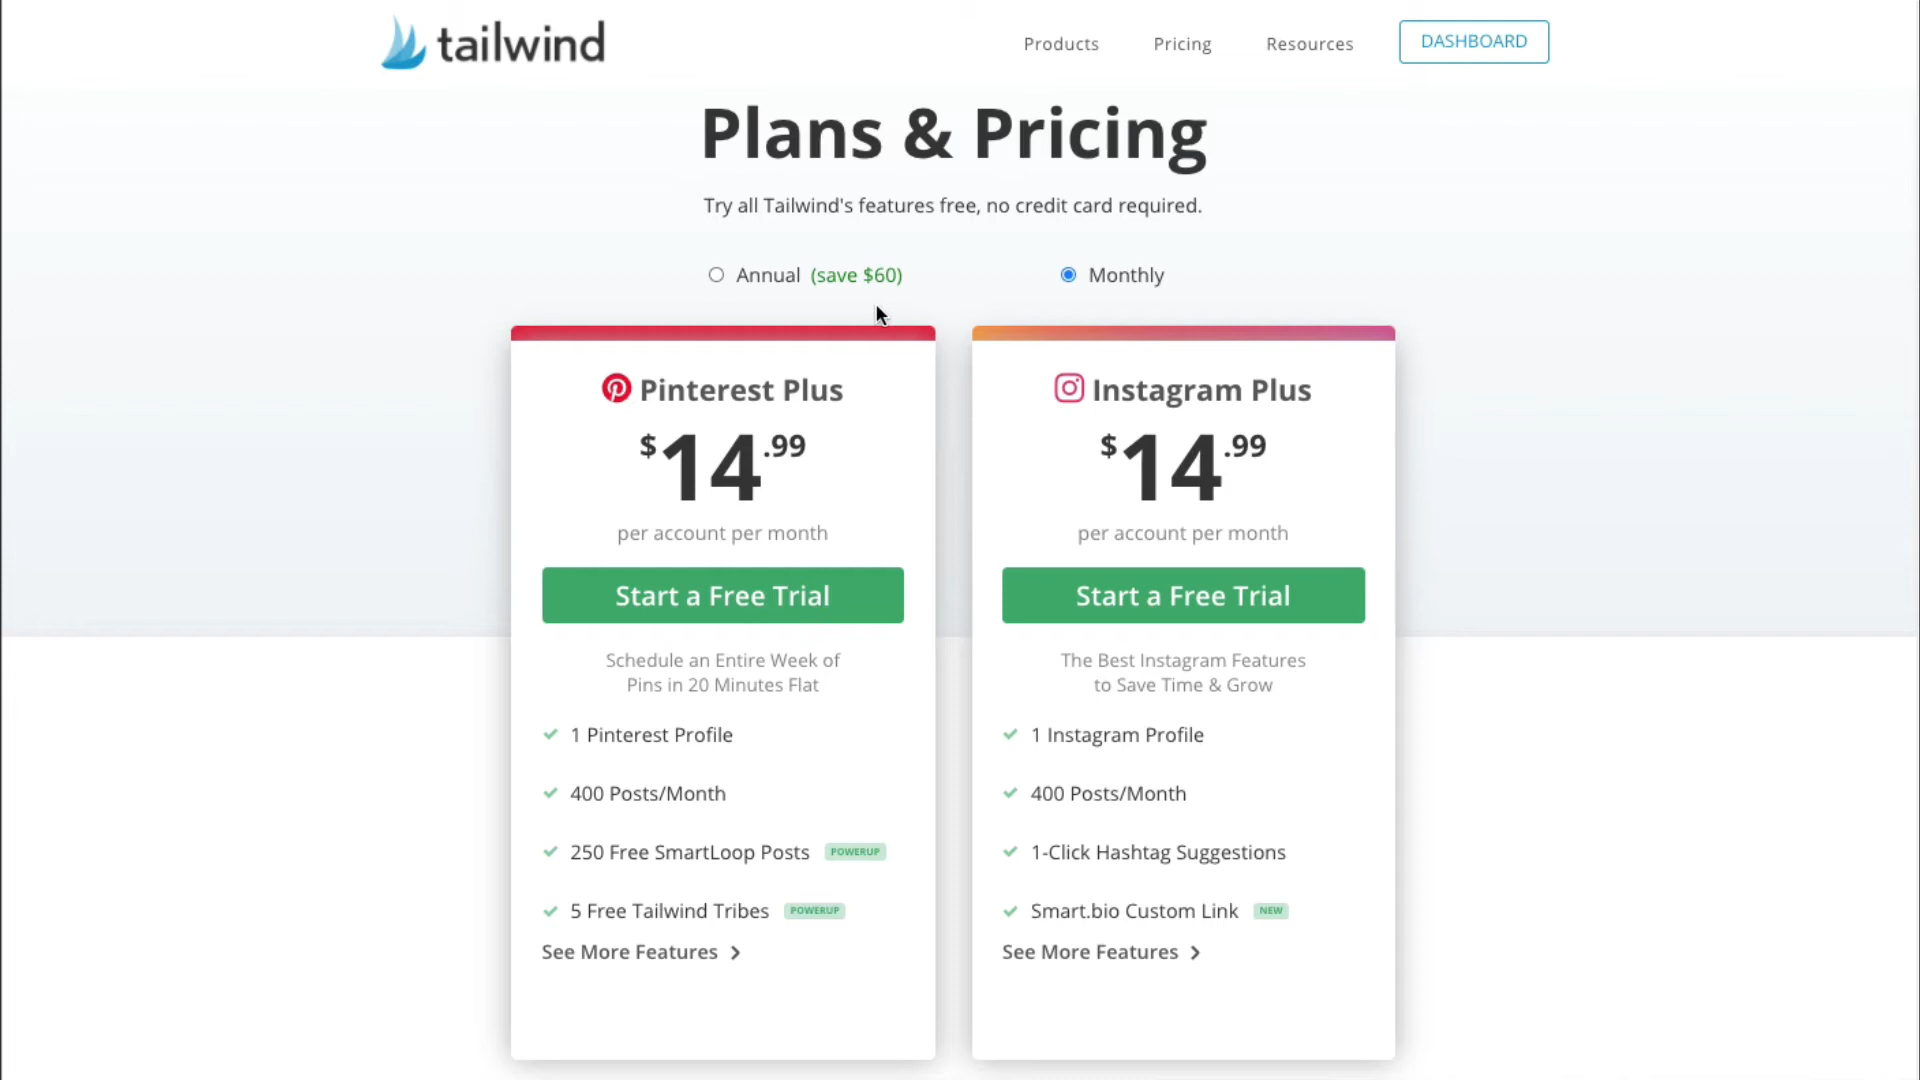 tailwind
Products Pricing Resources DASHBOARD
Plans & Pricing
Try all Tailwind's features free, no credit card required.
Annual (save $60) Monthly
Pinterest Plus
$14.99
per account per month
Start a Free Trial
Schedule an Entire Week of
Pins in 20 Minutes Flat
1 Pinterest Profile
400 Posts/Month
250 Free SmartLoop Posts POWERUP
5 Free Tailwind Tribes POWERUP
See More Features
Instagram Plus
$14.99
per account per month
Start a Free Trial
The Best Instagram Features
to Save Time & Grow
1 Instagram Profile
400 Posts/Month
1-Click Hashtag Suggestions
Smart.bio Custom Link NEW
See More Features